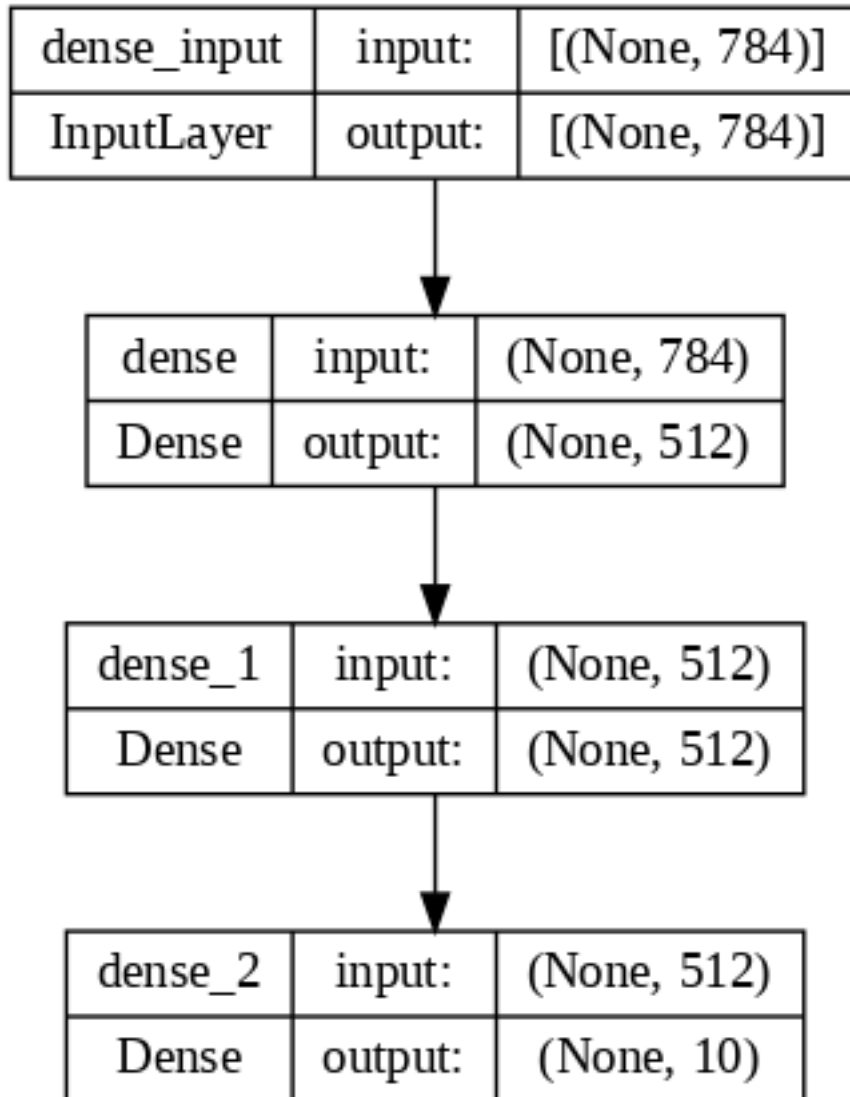 dense_input input: [(None, 784)]
InputLayer output: [(None, 784)]
dense input: (None, 784)
Dense output: (None, 512)
dense_1 input: (None, 512)
Dense output: (None, 512)
dense_2 input: (None, 512)
Dense output: (None, 10)